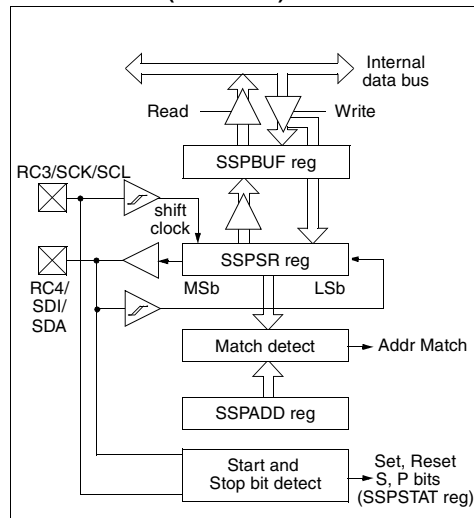 Internal
data bus
Read
Write
SSPBUF reg
RC3/SCK/SCL
shift
clock
SSPSR reg
MSb
LSb
RC4/
SDI/
SDA
Match detect
Addr Match
SSPADD reg
Start and
Stop bit detect
Set, Reset
S, P bits
(SSPSTAT reg)